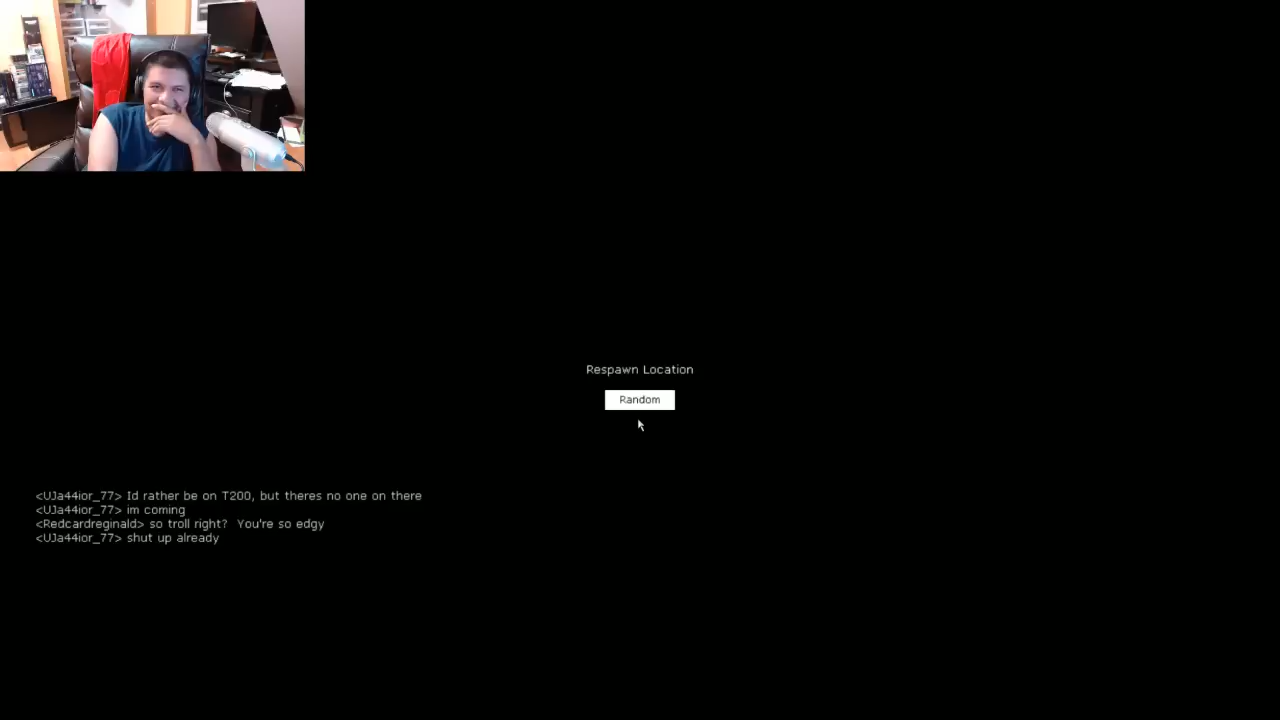 Respawn Location
Random
<UJa44ior_77> Id rather be on T200, but theres no one on there
<UJa44ior_77> im coming
<Redcardreginald> so troll right?  You're so edgy
<UJa44ior_77> shut up already